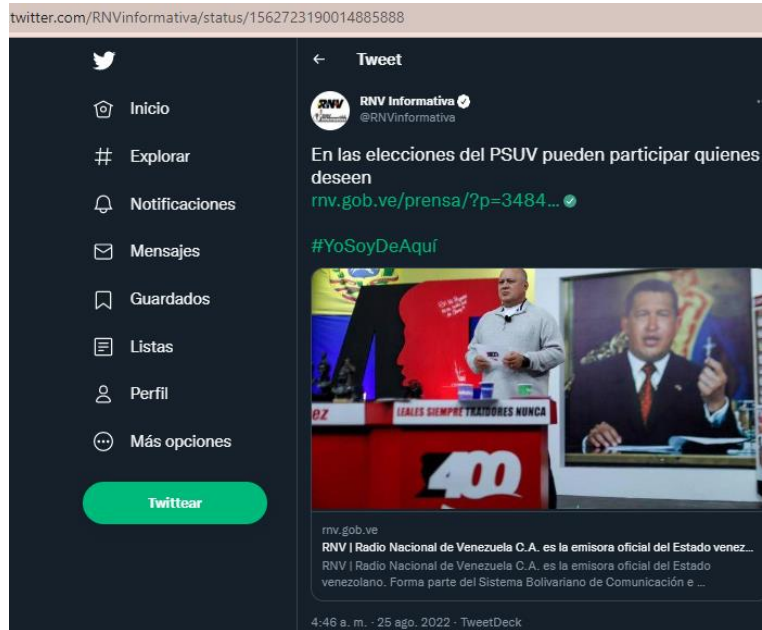 twitter.com/RNVinformativa/status/1562723190014885888
Inicio
Explorar
Notificaciones
Mensajes
Guardados
Listas
Perfil
Más opciones
Twittear
Tweet
RNV
RNV Informativa
@RNVinformativa
En las elecciones del PSUV pueden participar quienes
deseen
rnv.gob.ve/prensa/?p=3484...
#YoSoyDeAquí
ez
LEALES SIEMPRE TRAIDORES NUNCA
400
rnv.gob.ve
RNV | Radio Nacional de Venezuela C.A. es la emisora oficial del Estado venez...
RNV | Radio Nacional de Venezuela C.A. es la emisora oficial del Estado
venezolano. Forma parte del Sistema Bolivariano de Comunicación e ...
4:46 a. m. · 25 ago. 2022 · TweetDeck